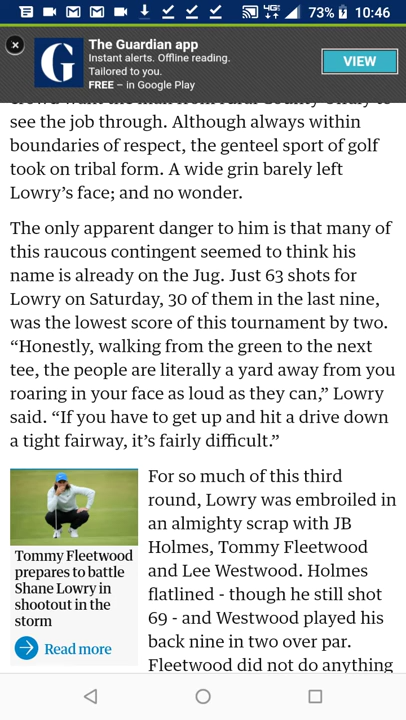 4G 73% 10:46
The Guardian app
Instant alerts. Offline reading.
Tailored to you.
FREE – in Google Play
VIEW
see the job through. Although always within
boundaries of respect, the genteel sport of golf
took on tribal form. A wide grin barely left
Lowry’s face; and no wonder.
The only apparent danger to him is that many of
this raucous contingent seemed to think his
name is already on the Jug. Just 63 shots for
Lowry on Saturday, 30 of them in the last nine,
was the lowest score of this tournament by two.
“Honestly, walking from the green to the next
tee, the people are literally a yard away from you
roaring in your face as loud as they can,” Lowry
said. “If you have to get up and hit a drive down
a tight fairway, it’s fairly difficult.”
For so much of this third
round, Lowry was embroiled in
an almighty scrap with JB
Holmes, Tommy Fleetwood
and Lee Westwood. Holmes
flatlined - though he still shot
69 - and Westwood played his
back nine in two over par.
Fleetwood did not do anything
Tommy Fleetwood
prepares to battle
Shane Lowry in
shootout in the
storm
Read more